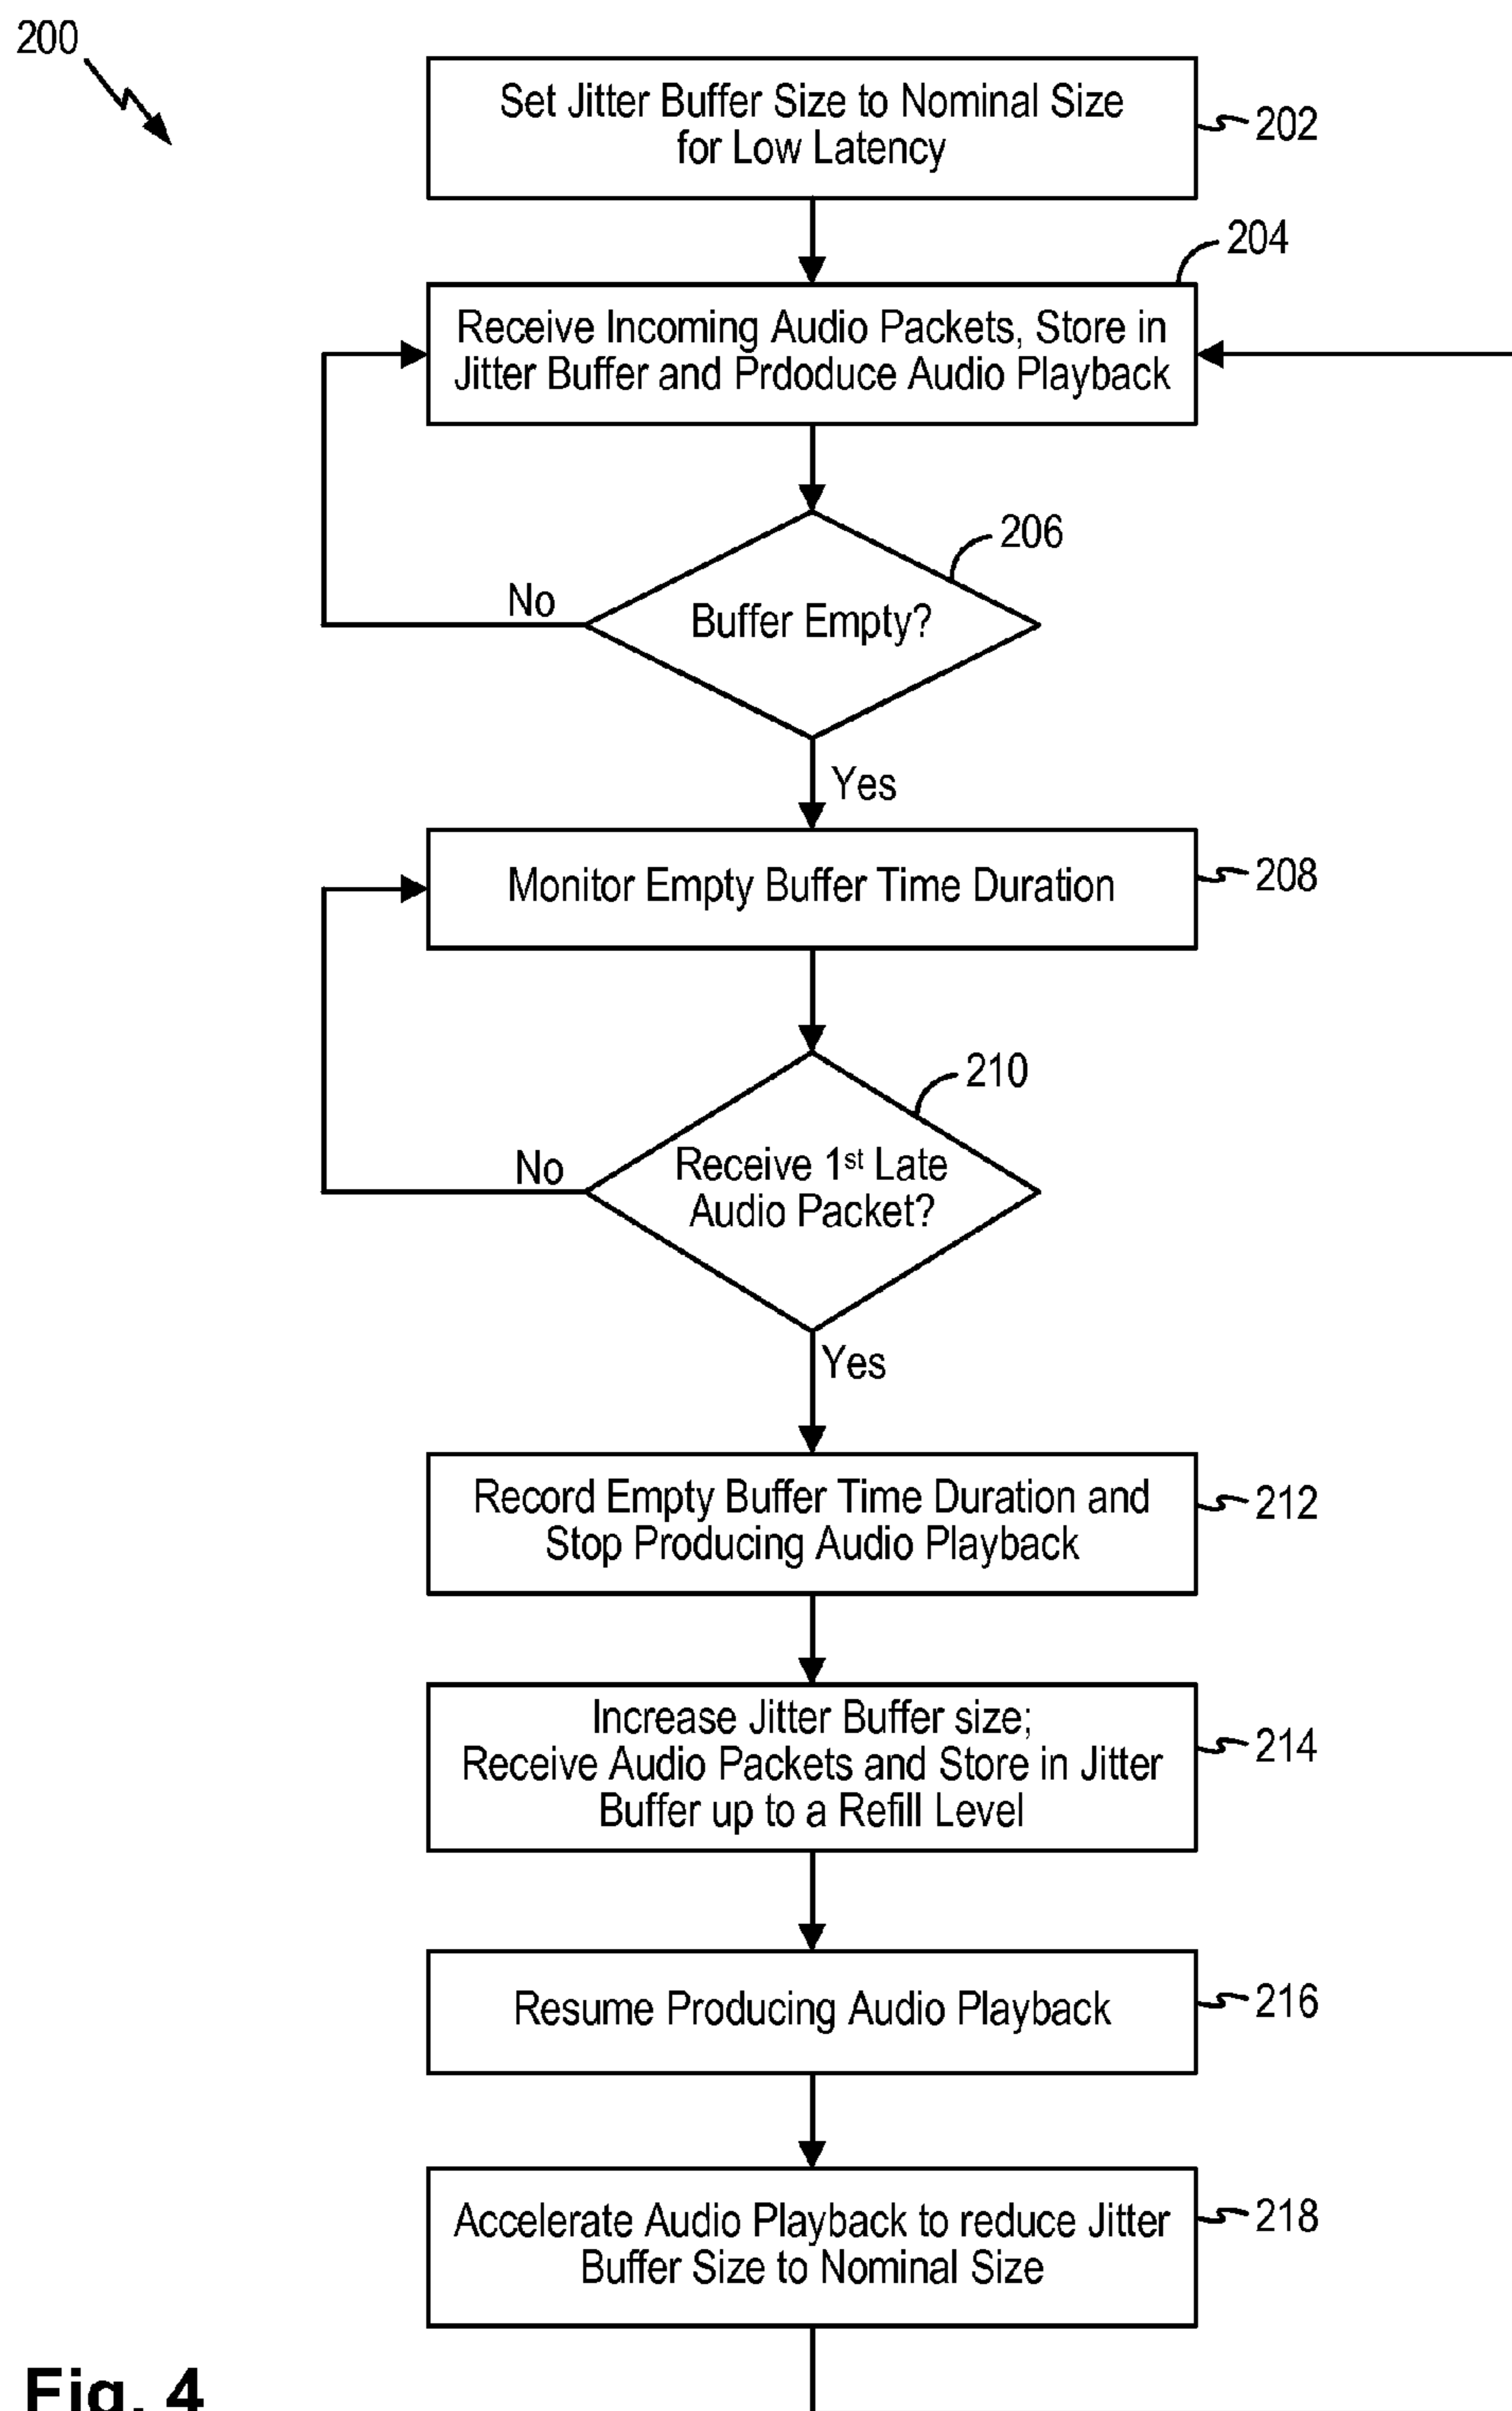 200
Set Jitter Buffer Size to Nominal Size
for Low Latency
202
204
Receive Incoming Audio Packets, Store in
Jitter Buffer and Prdoduce Audio Playback
206
Buffer Empty?
No
Yes
Monitor Empty Buffer Time Duration
208
210
Receive 1st Late
Audio Packet?
No
Yes
Record Empty Buffer Time Duration and
Stop Producing Audio Playback
212
Increase Jitter Buffer size;
Receive Audio Packets and Store in Jitter
Buffer up to a Refill Level
214
Resume Producing Audio Playback
216
Accelerate Audio Playback to reduce Jitter
Buffer Size to Nominal Size
218
Fig. 4